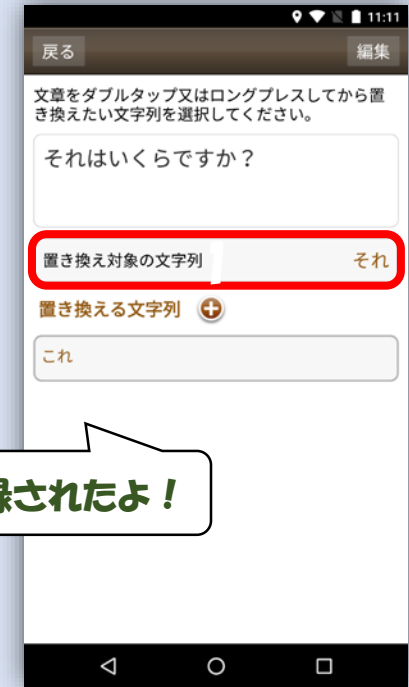 11:11
戻る 編集
文章をダブルタップ又はロングプレスしてから置
き換えたい文字列を選択してください。
それはいくらですか？
置き換え対象の文字列 それ
置き換える文字列
これ
されたよ！